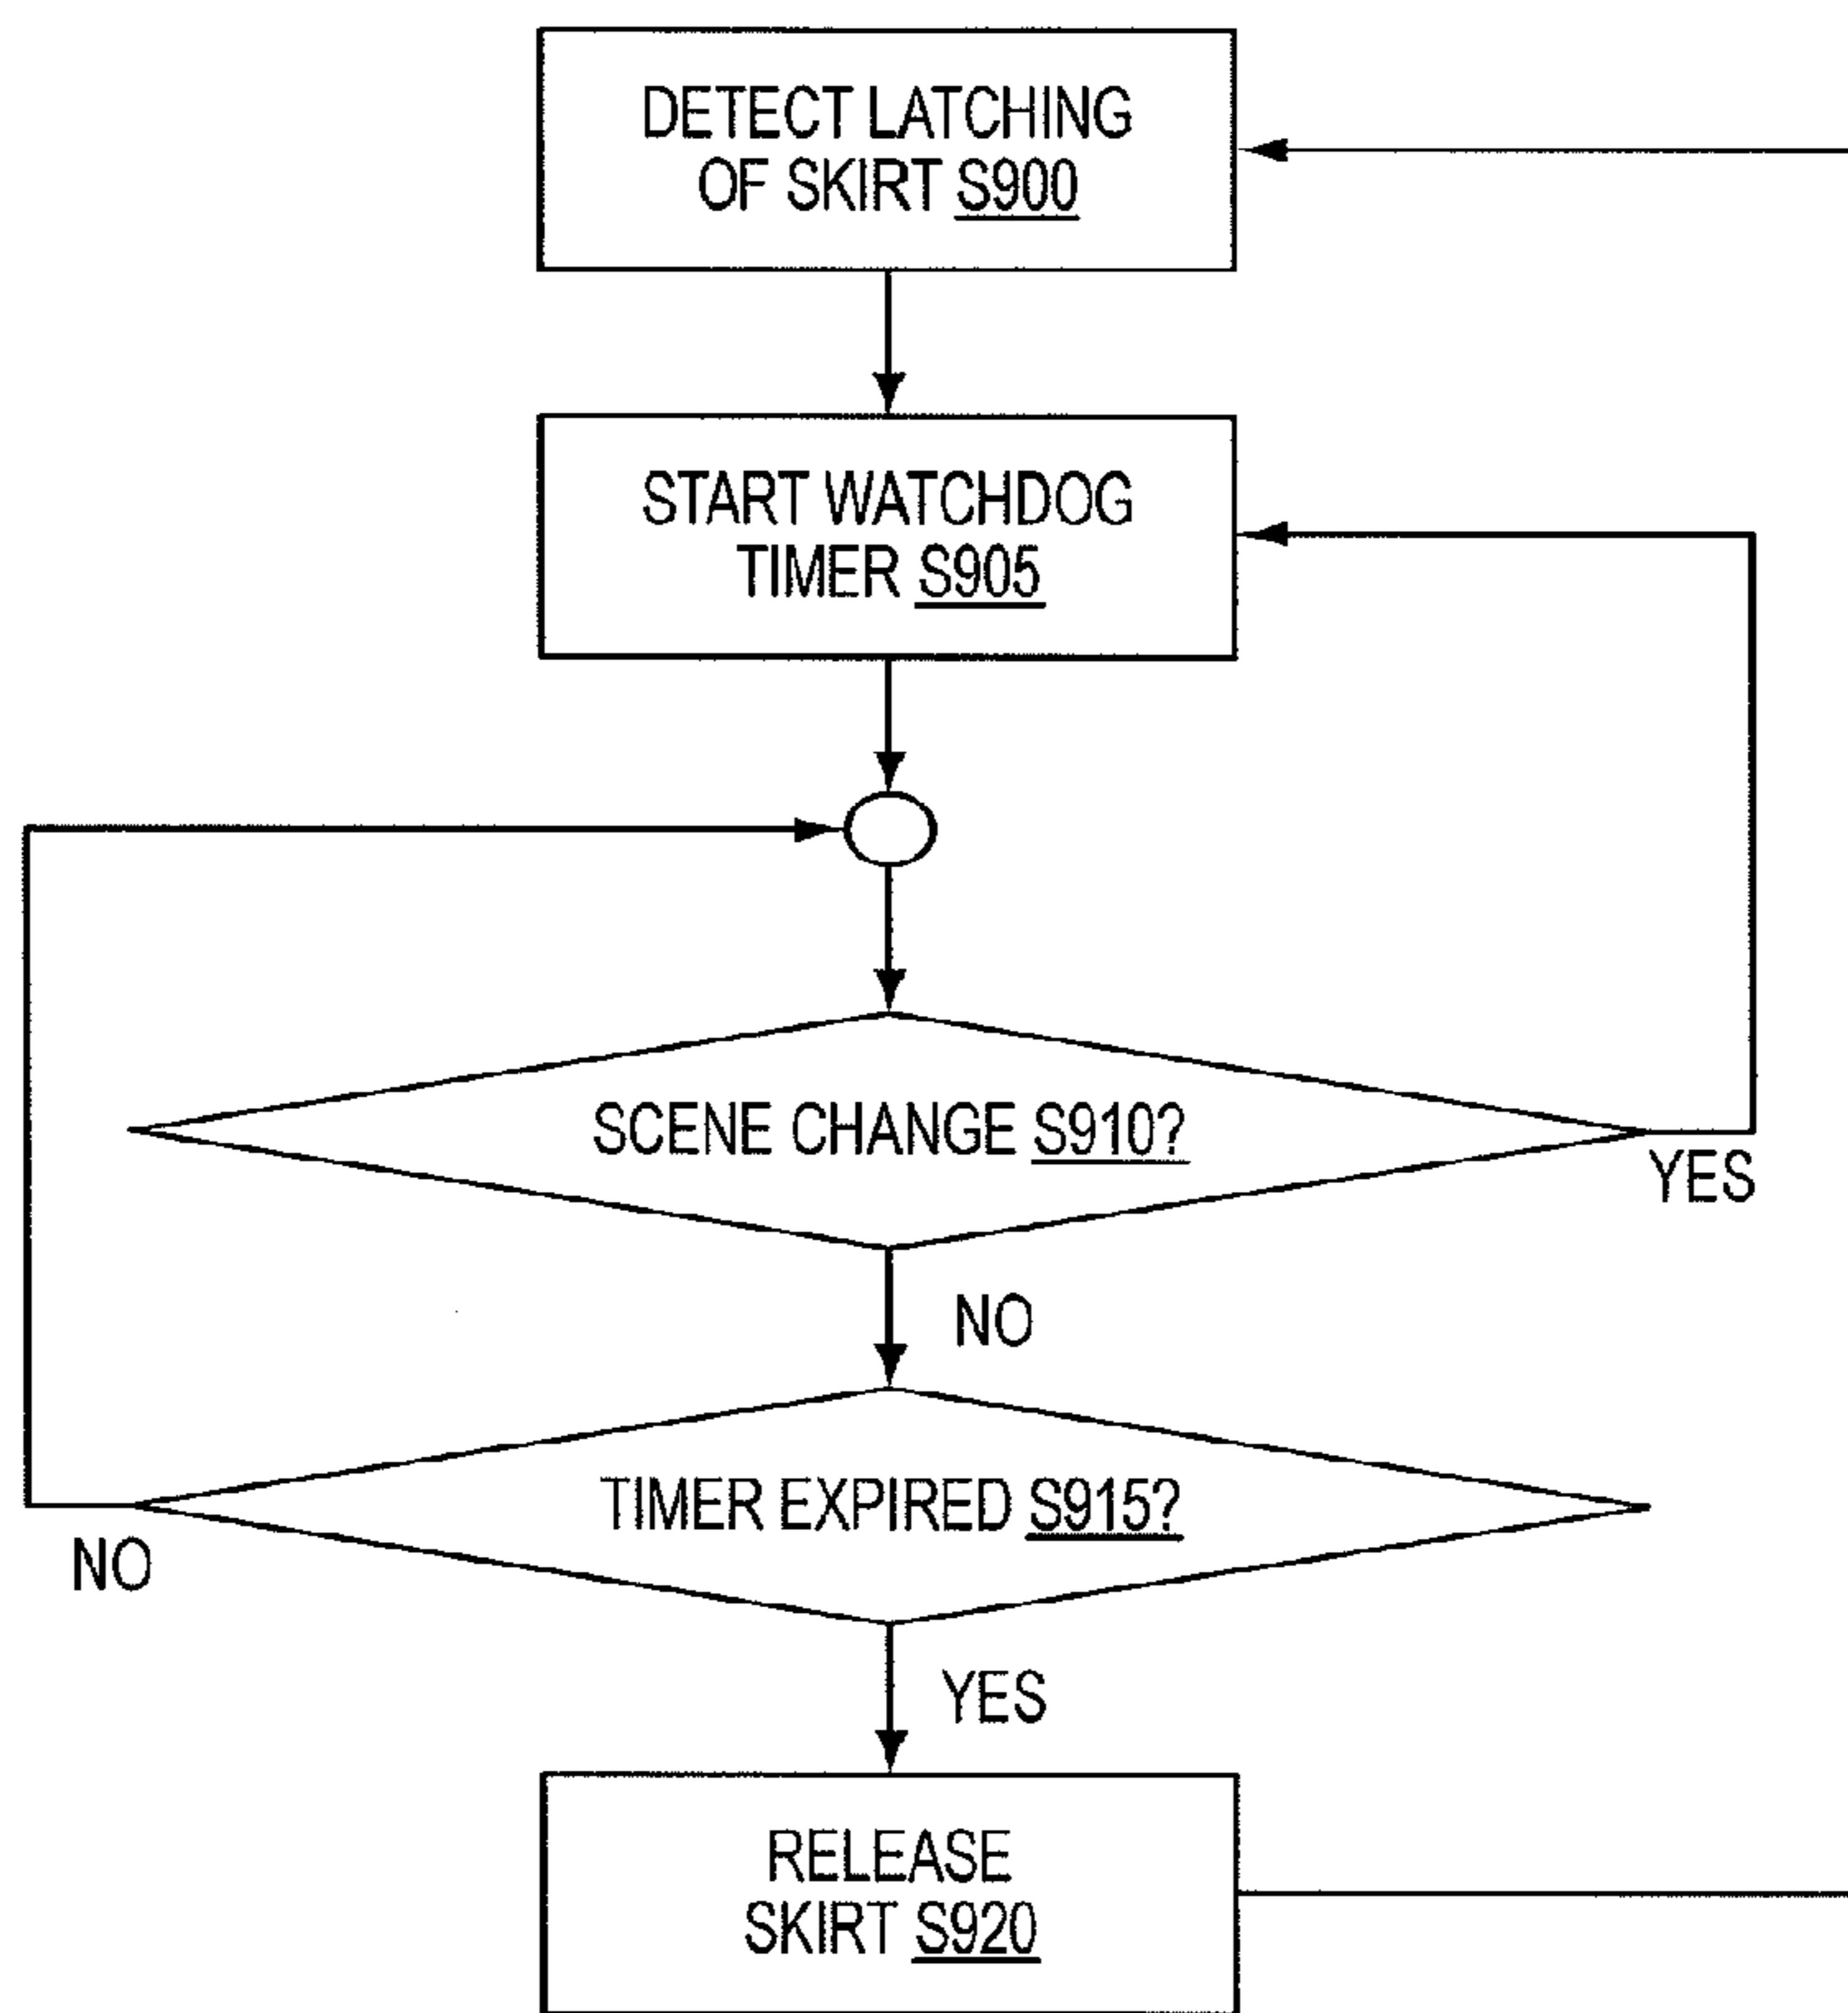 DETECT LATCHING
OF SKIRT S900
START WATCHDOG
TIMER S905
SCENE CHANGE S910?
YES
NO
TIMER EXPIRED S915?
NO
YES
RELEASE
SKIRT S920